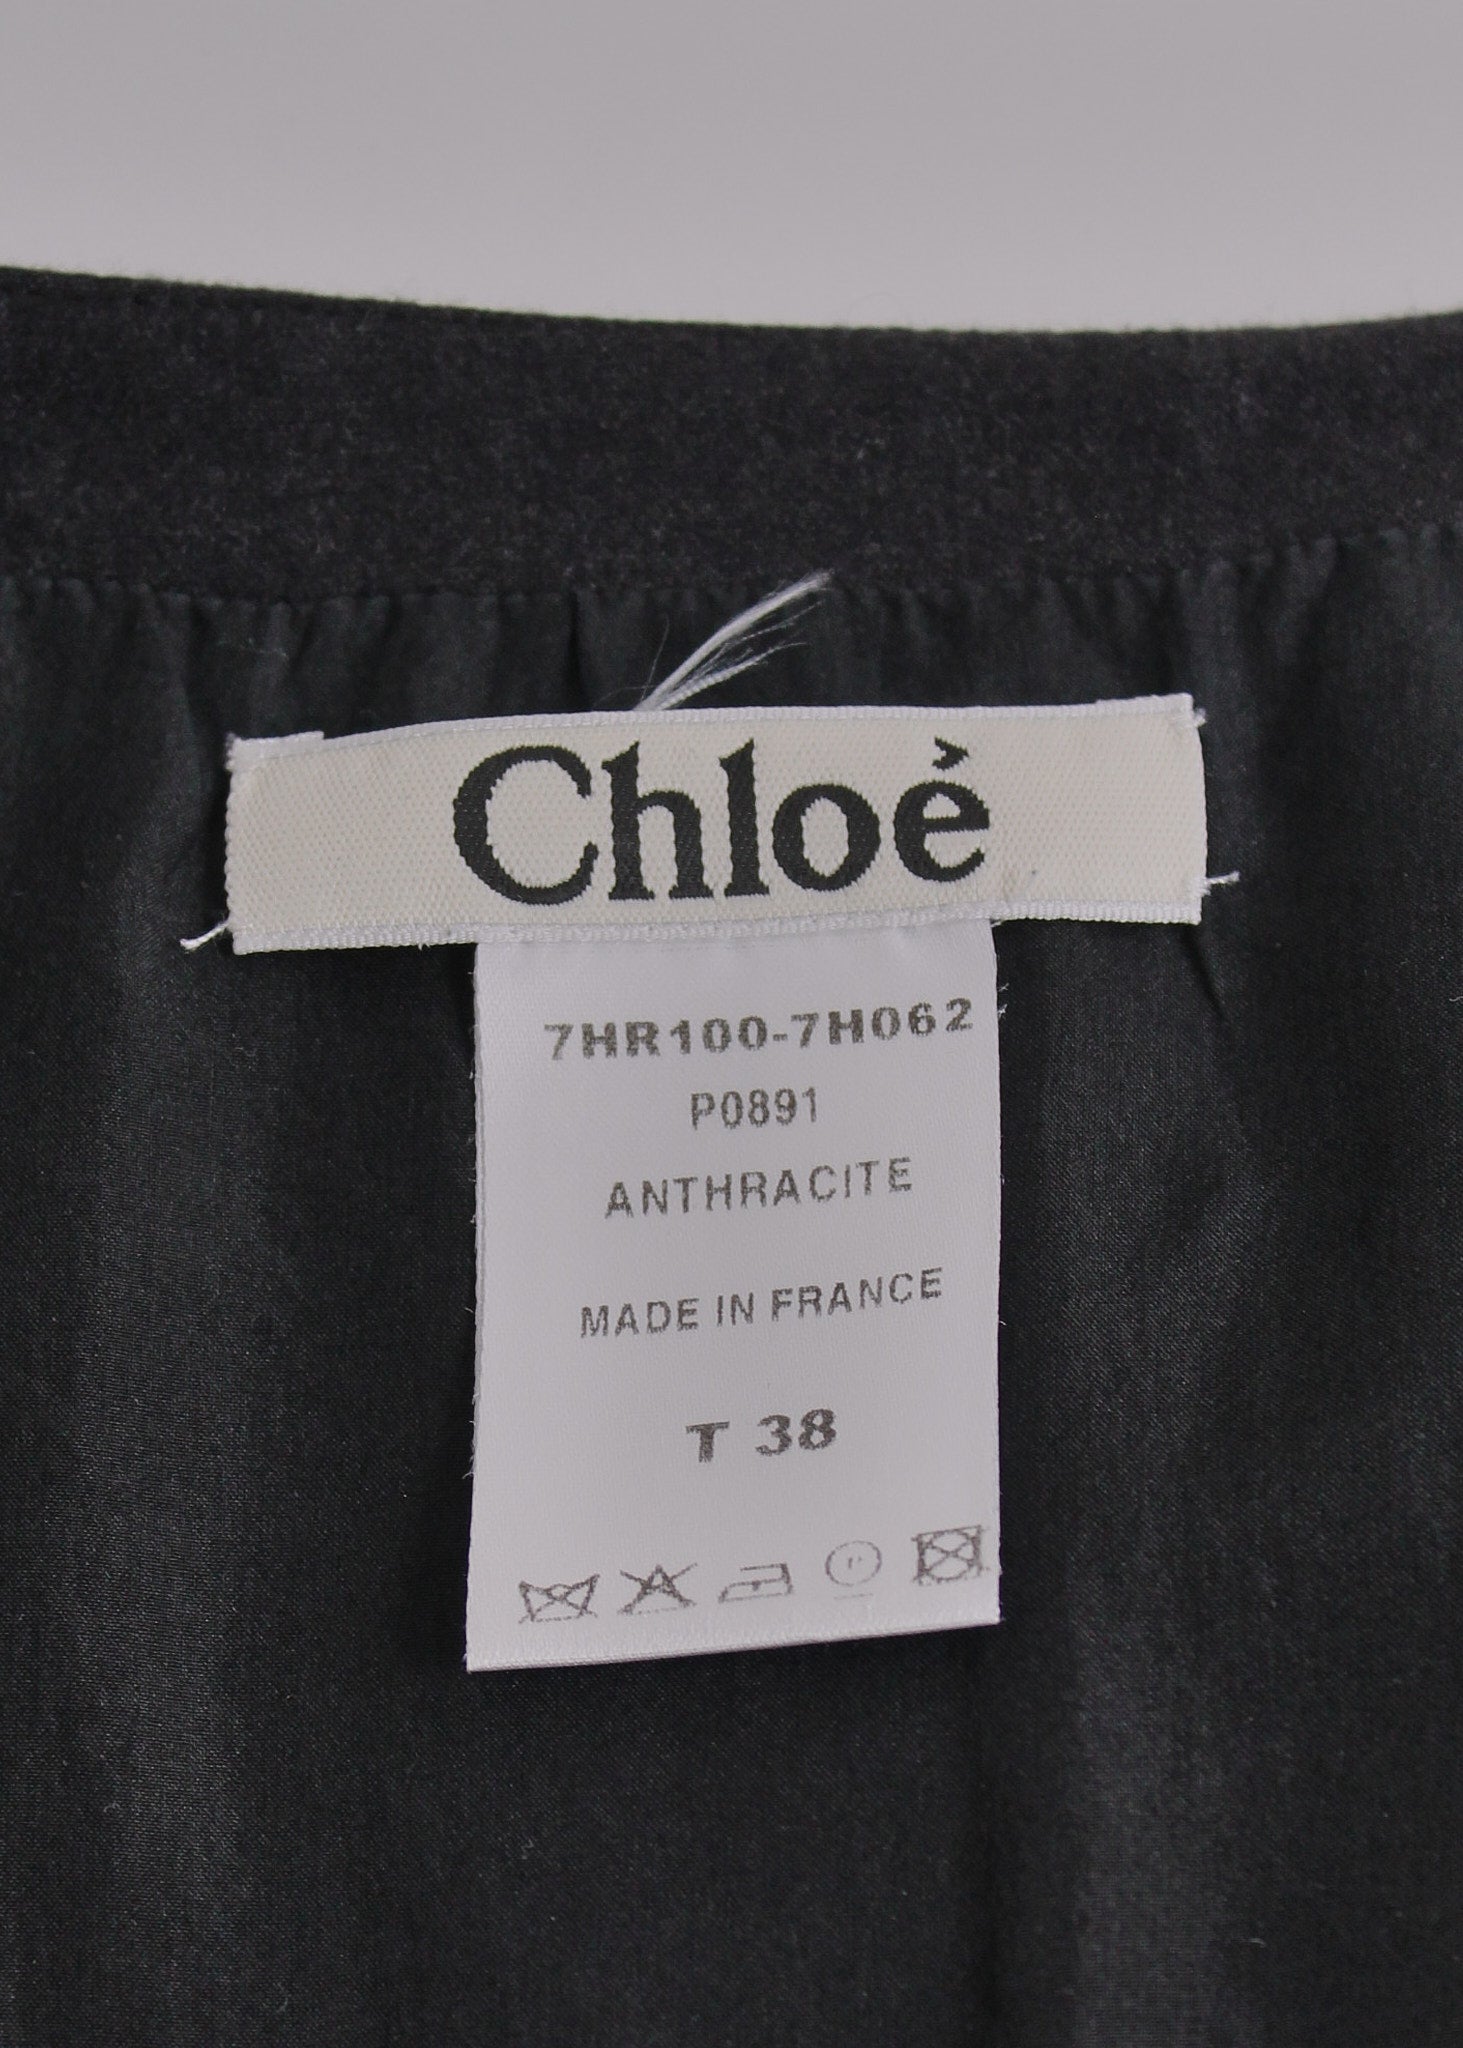 Chloé
7HR100-7H062
P0891
ANTHRACITE
MADE IN FRANCE
T 38